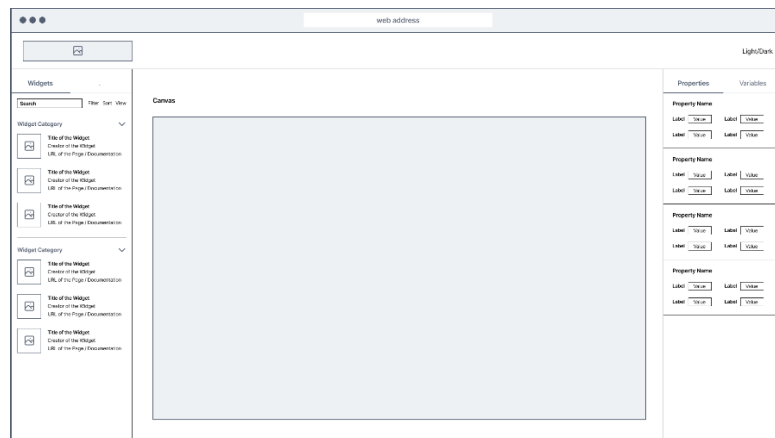 web address
Light/Dark
Widgets
Search Filter Sort View
Widget Category
Title of the Widget
Creator of the Widget
URL of the Page / Documentation
Title of the Widget
Creator of the Widget
URL of the Page / Documentation
Title of the Widget
Creator of the Widget
URL of the Page / Documentation
Widget Category
Title of the Widget
Creator of the Widget
URL of the Page / Documentation
Title of the Widget
Creator of the Widget
URL of the Page / Documentation
Title of the Widget
Creator of the Widget
URL of the Page / Documentation
Canvas
Properties Variables
Property Name
Label Value Label Value
Label Value Label Value
Property Name
Label Value Label Value
Label Value Label Value
Property Name
Label Value Label Value
Label Value Label Value
Property Name
Label Value Label Value
Label Value Label Value